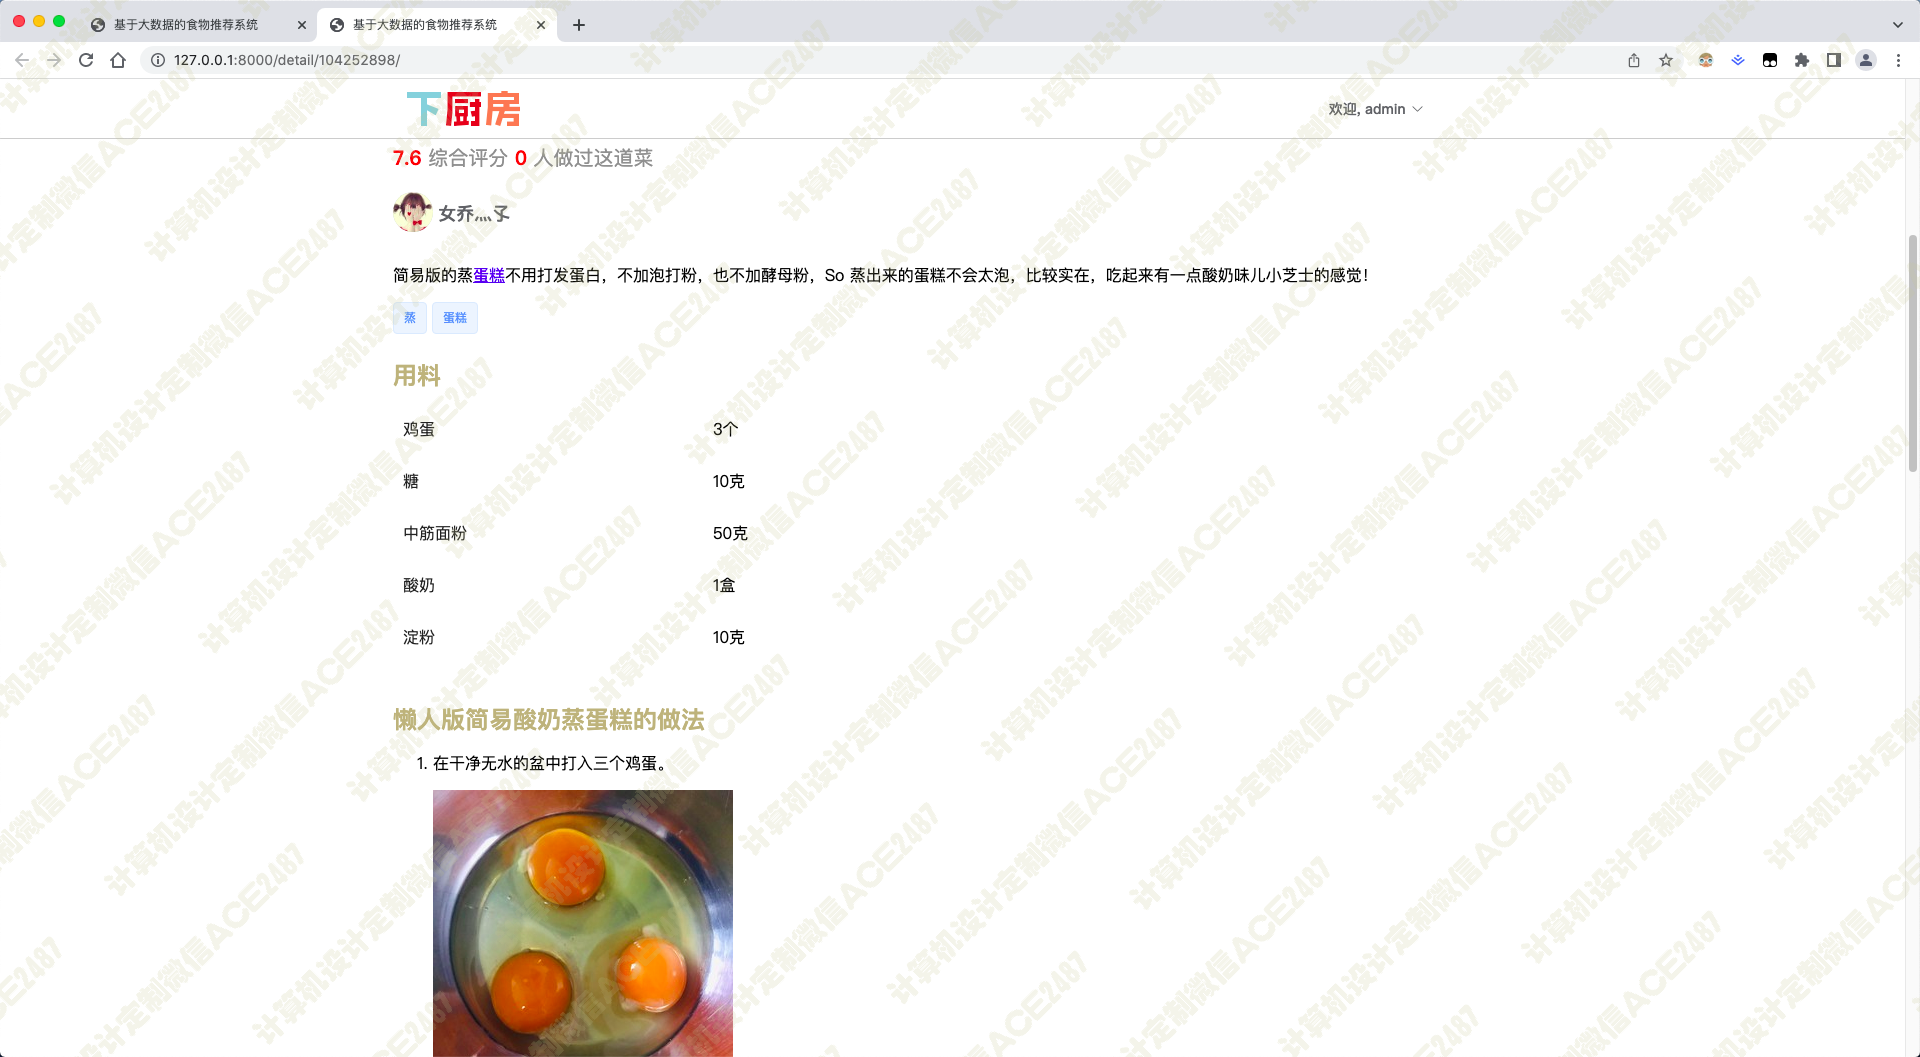 基于大数据的食物推荐系统
基于大数据的食物推荐系统
127.0.0.1:8000/detail/104252898/
下厨房
欢迎, admin
7.6 综合评分 0 人做过这道菜
女乔灬孓
简易版的蒸蛋糕不用打发蛋白，不加泡打粉，也不加酵母粉，So 蒸出来的蛋糕不会太泡，比较实在，吃起来有一点酸奶味儿小芝士的感觉！
蒸
蛋糕
用料
鸡蛋 3个
糖 10克
中筋面粉 50克
酸奶 1盒
淀粉 10克
懒人版简易酸奶蒸蛋糕的做法
1. 在干净无水的盆中打入三个鸡蛋。
计算机设计定制微信ACE2487